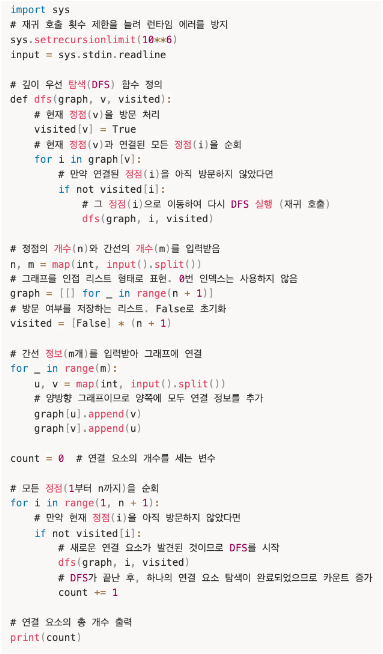 import sys
# 재귀 호출 횟수 제한을 늘려 런타임 에러를 방지
sys.setrecursionlimit(10**6)
input = sys.stdin.readline

# 깊이 우선 탐색(DFS) 함수 정의
def dfs(graph, v, visited):
    # 현재 정점(v)을 방문 처리
    visited[v] = True
    # 현재 정점(v)과 연결된 모든 정점(i)을 순회
    for i in graph[v]:
        # 만약 연결된 정점(i)을 아직 방문하지 않았다면
        if not visited[i]:
            # 그 정점(i)으로 이동하여 다시 DFS 실행 (재귀 호출)
            dfs(graph, i, visited)

# 정점의 개수(n)와 간선의 개수(m)를 입력받음
n, m = map(int, input().split())
# 그래프를 인접 리스트 형태로 표현. 0번 인덱스는 사용하지 않음
graph = [[] for _ in range(n + 1)]
# 방문 여부를 저장하는 리스트. False로 초기화
visited = [False] * (n + 1)

# 간선 정보(m개)를 입력받아 그래프에 연결
for _ in range(m):
    u, v = map(int, input().split())
    # 양방향 그래프이므로 양쪽에 모두 연결 정보를 추가
    graph[u].append(v)
    graph[v].append(u)

count = 0  # 연결 요소의 개수를 세는 변수

# 모든 정점(1부터 n까지)을 순회
for i in range(1, n + 1):
    # 만약 현재 정점(i)을 아직 방문하지 않았다면
    if not visited[i]:
        # 새로운 연결 요소가 발견된 것이므로 DFS를 시작
        dfs(graph, i, visited)
        # DFS가 끝난 후, 하나의 연결 요소 탐색이 완료되었으므로 카운트 증가
        count += 1

# 연결 요소의 총 개수 출력
print(count)